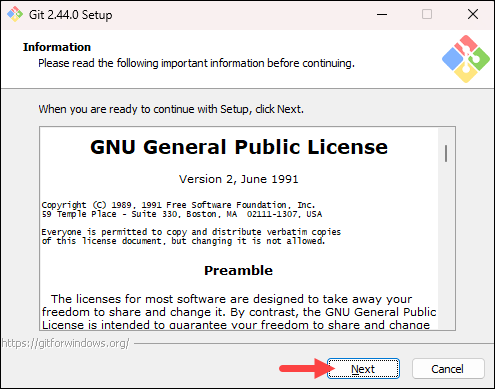 Git 2.44.0 Setup
Information
Please read the following important information before continuing.
When you are ready to continue with Setup, click Next.
GNU General Public License
Version 2, June 1991
Copyright (C) 1989, 1991 Free Software Foundation, Inc.
59 Temple Place - Suite 330, Boston, MA  02111-1307, USA
Everyone is permitted to copy and distribute verbatim copies
of this license document, but changing it is not allowed.
Preamble
The licenses for most software are designed to take away your
freedom to share and change it. By contrast, the GNU General Public
License is intended to guarantee your freedom to share and change
https://gitforwindows.org/
Next
Cancel